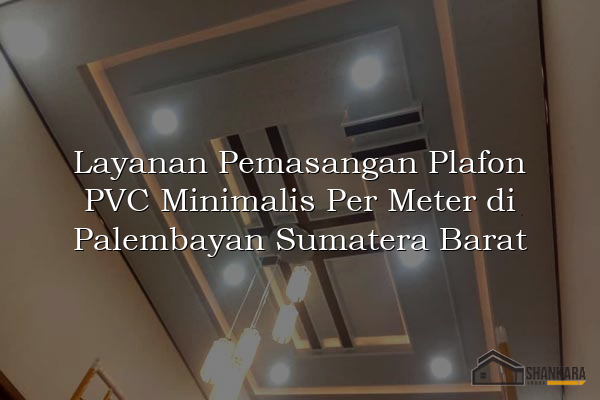 Layanan Pemasangan Plafon
PVC Minimalis Per Meter di
Palembayan Sumatera Barat
SHANKARA